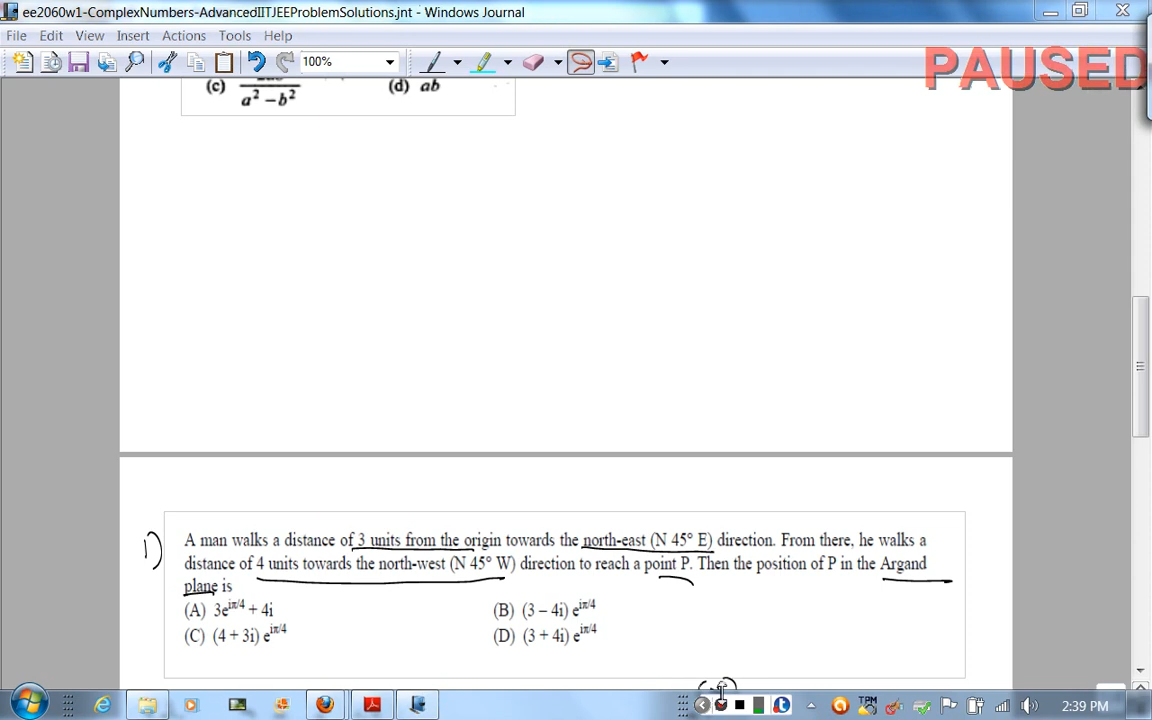 ee2060w1-ComplexNumbers-AdvancedIITJEEProblemSolutions.jnt - Windows Journal
File Edit View Insert Actions Tools Help
100%
PAUSED
(c) a² – b² (d) ab
1) A man walks a distance of 3 units from the origin towards the north-east (N 45° E) direction. From there, he walks a
distance of 4 units towards the north-west (N 45° W) direction to reach a point P. Then the position of P in the Argand
plane is
(A) 3e^{iπ/4} + 4i (B) (3 – 4i) e^{iπ/4}
(C) (4 + 3i) e^{iπ/4} (D) (3 + 4i) e^{iπ/4}
2:39 PM